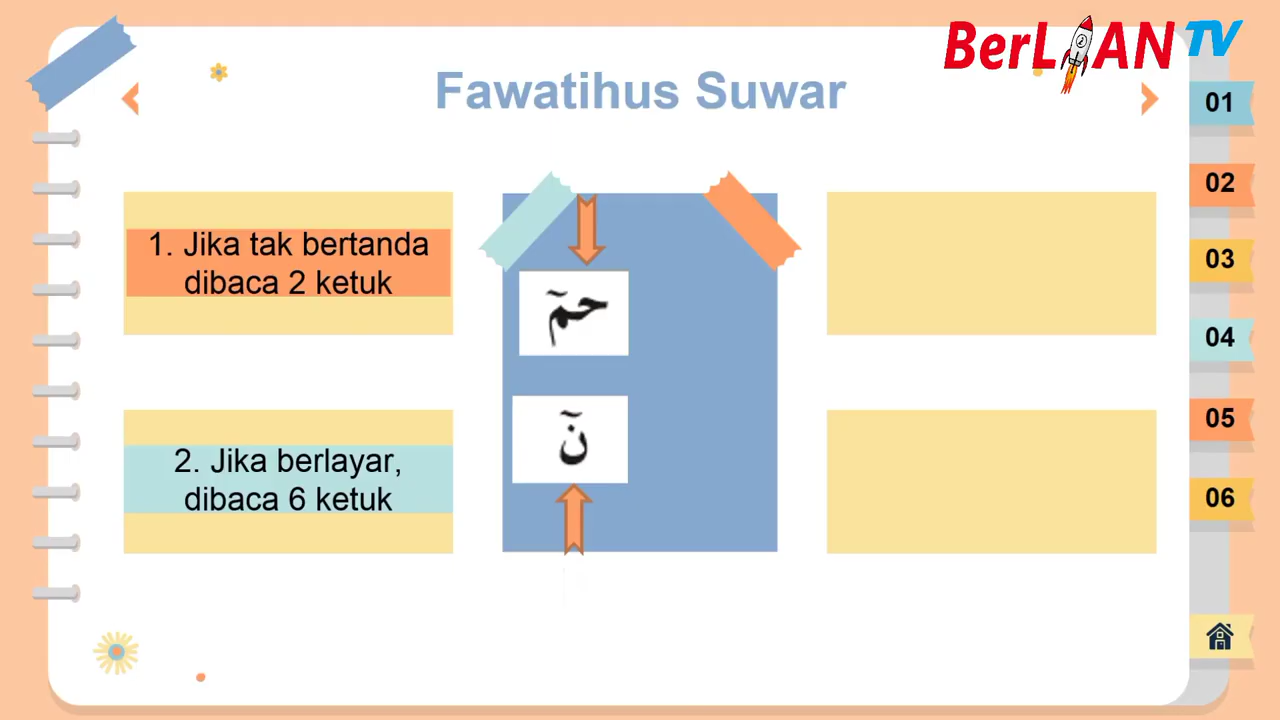 BerLIAN TV
Fawatihus Suwar
1. Jika tak bertanda
dibaca 2 ketuk
2. Jika berlayar,
dibaca 6 ketuk
حمٓ
نٓ
01
02
03
04
05
06